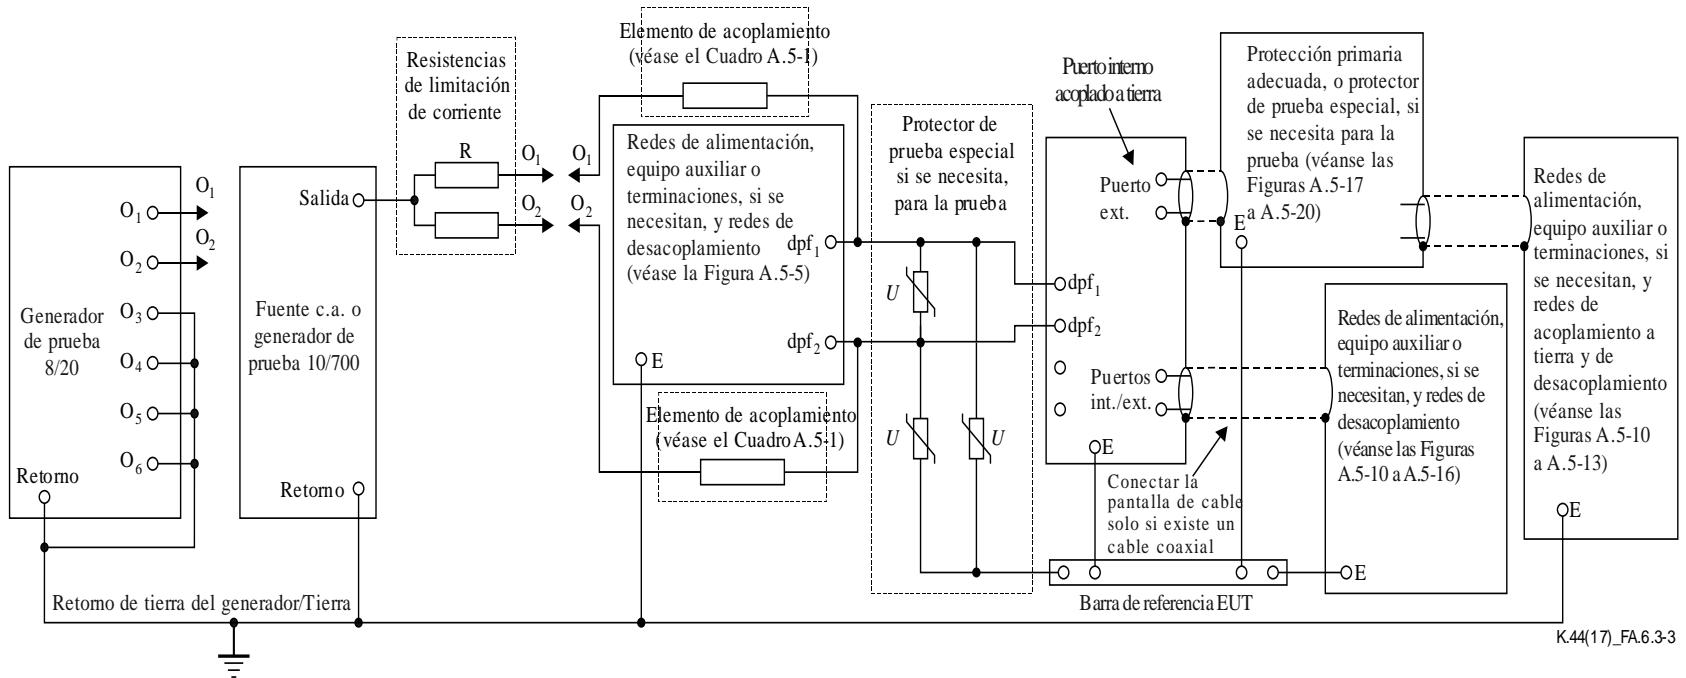 Elemento de acoplamiento
(véase el Cuadro A.5-1)
Resistencias
de limitación
de corriente
R
O1
O2
O1
O2
Redes de alimentación,
equipo auxiliar o
terminaciones, si se
necesitan, y redes de
desacoplamiento
(véase la Figura A.5-5)
dpf1
dpf2
E
Elemento de acoplamiento
(véase el Cuadro A.5-1)
Generador
de prueba
8/20
O1
O2
O3
O4
O5
O6
O1
O2
Retorno
Salida
Fuente c.a. o
generador de
prueba 10/700
Retorno
Protector de
prueba especial
si se necesita,
para la prueba
U
U
U
Puerto interno
acoplado a tierra
Puerto
ext.
dpf1
dpf2
Puertos
int./ext.
E
Protección primaria
adecuada, o protector
de prueba especial, si
se necesita para la
prueba (véanse las
Figuras A.5-17
a A.5-20)
E
Redes de alimentación,
equipo auxiliar o
terminaciones, si se
necesitan, y redes de
desacoplamiento
(véanse las Figuras
A.5-10 a A.5-16)
E
Redes de
alimentación,
equipo auxiliar o
terminaciones, si
se necesitan, y
redes de
acoplamiento a
tierra y de
desacoplamiento
(véanse las
Figuras A.5-10
a A.5-13)
E
Conectar la
pantalla de cable
solo si existe un
cable coaxial
Barra de referencia EUT
Retorno de tierra del generador/Tierra
K.44(17)_FA.6.3-3